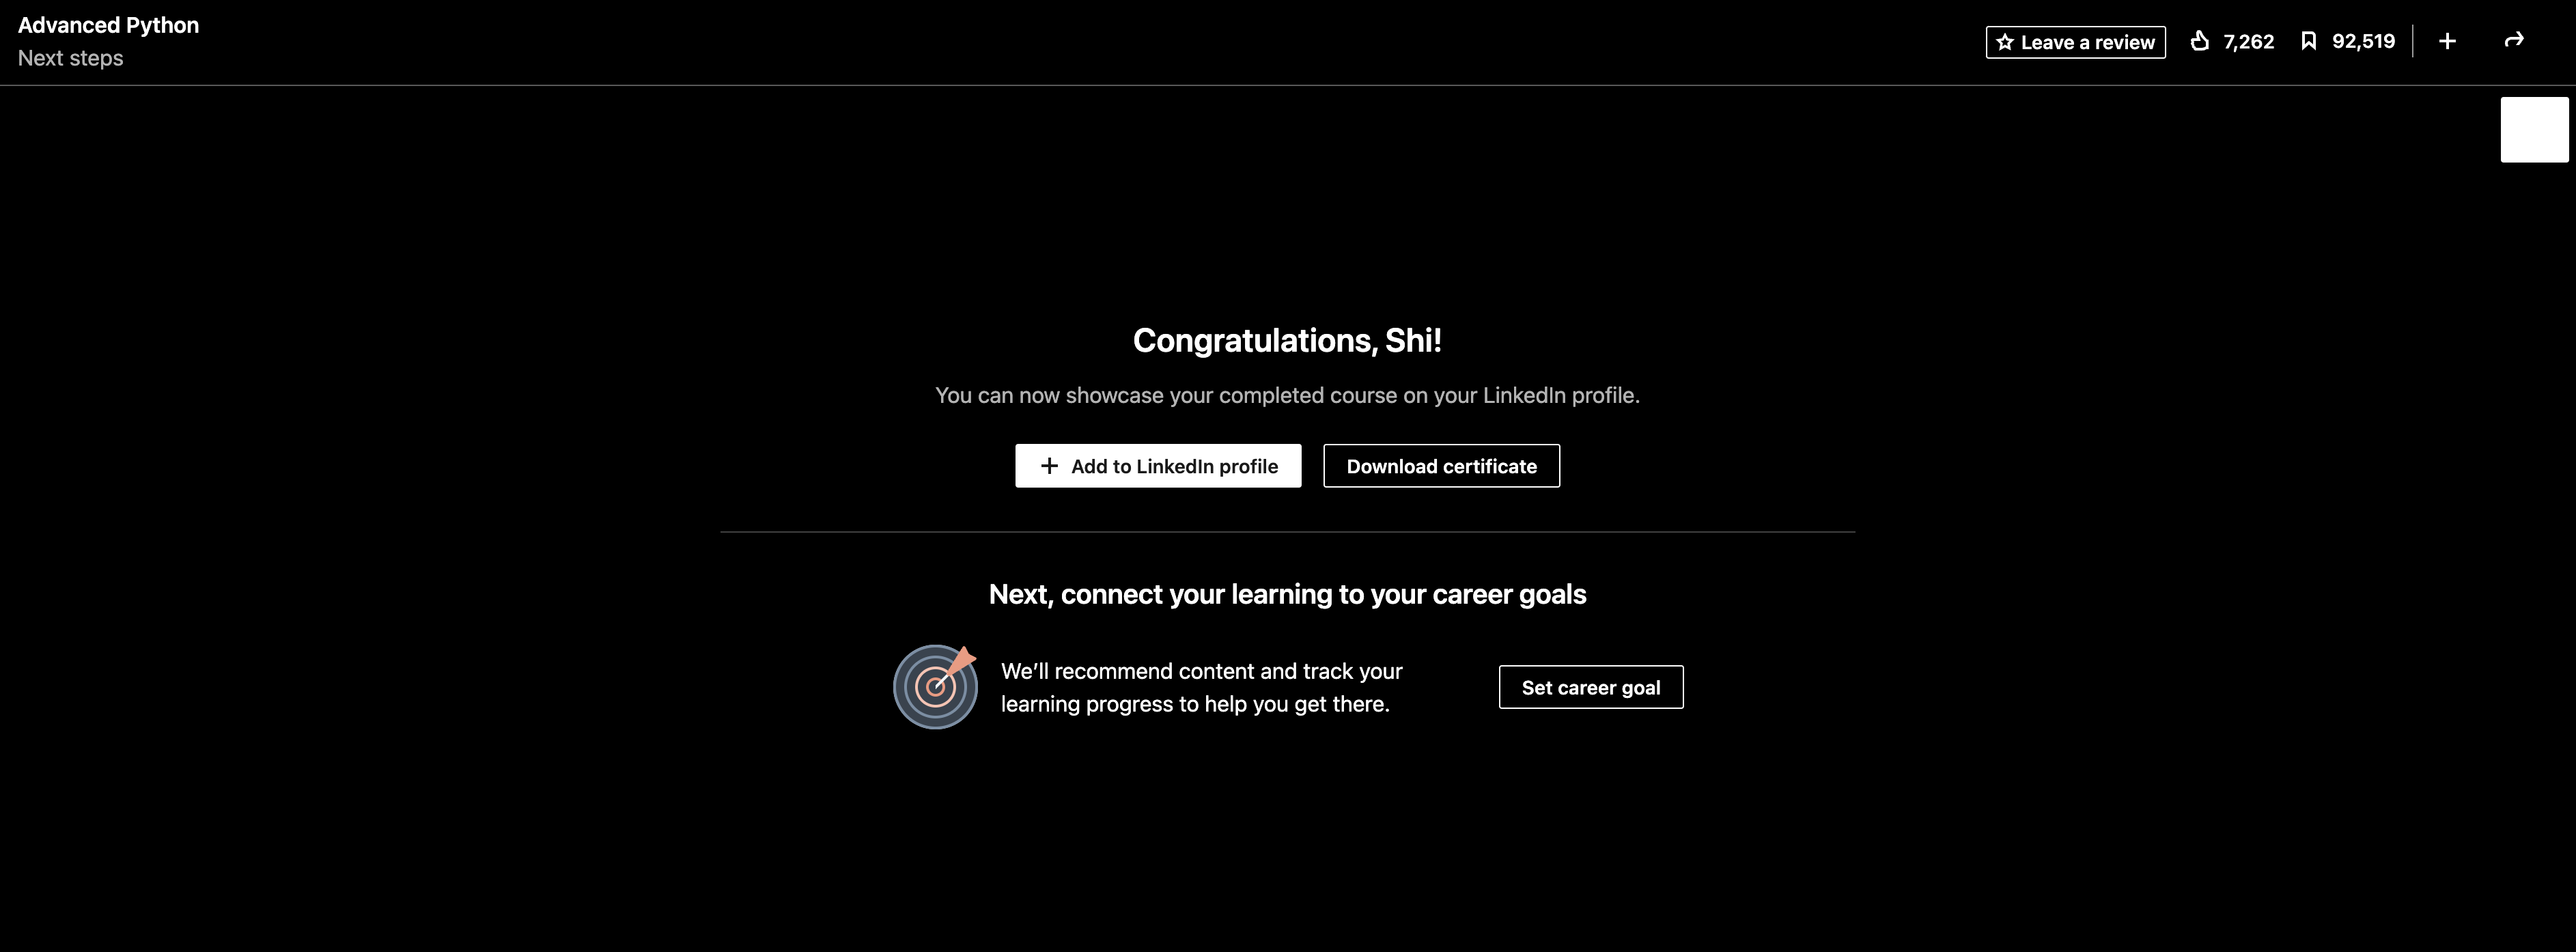 Advanced Python
Next steps
Leave a review
7,262
92,519
Congratulations, Shi!
You can now showcase your completed course on your LinkedIn profile.
+ Add to LinkedIn profile
Download certificate
Next, connect your learning to your career goals
We’ll recommend content and track your
learning progress to help you get there.
Set career goal